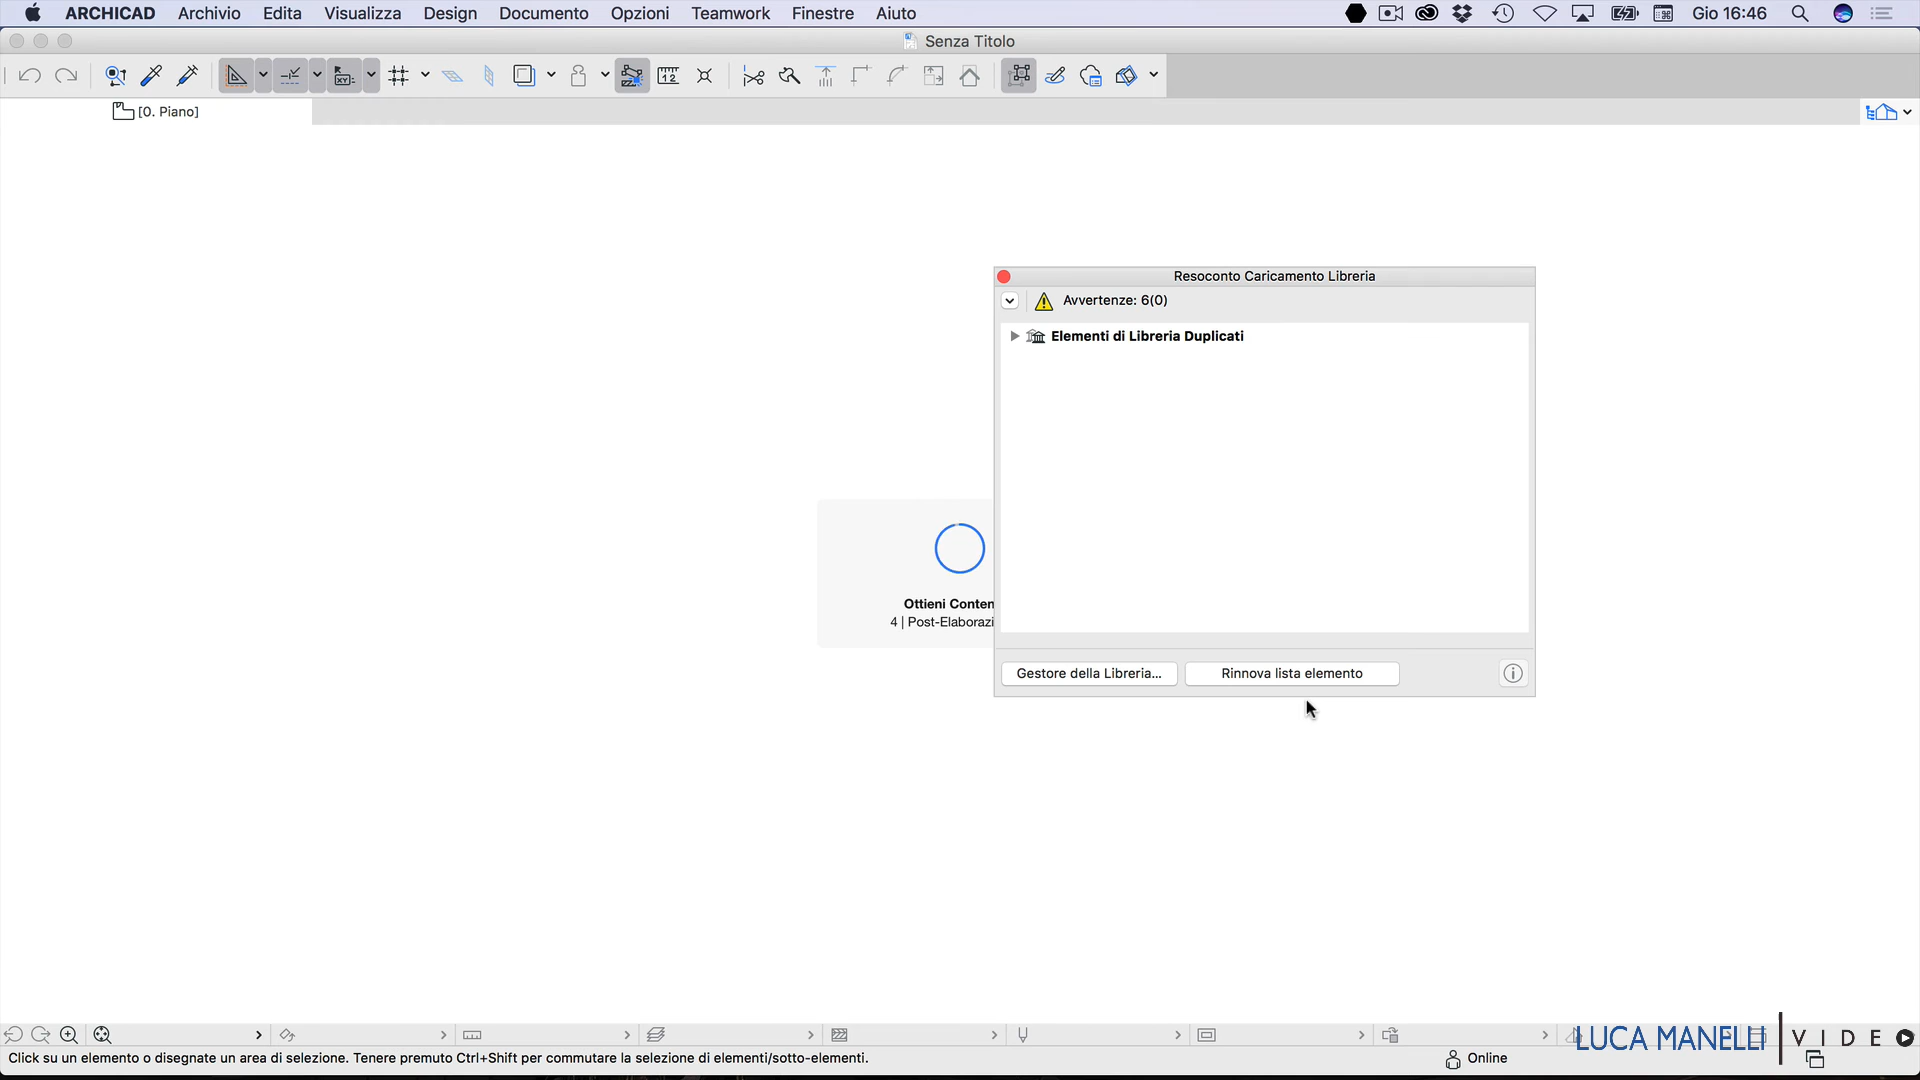 ARCHICAD Archivio Edita Visualizza Design Documento Opzioni Teamwork Finestre Aiuto Gio 16:46
Senza Titolo
[0. Piano]
Resoconto Caricamento Libreria
Avvertenze: 6(0)
Elementi di Libreria Duplicati
Ottieni Conten
4 | Post-Elaborazi
Gestore della Libreria... Rinnova lista elemento
Click su un elemento o disegnate un area di selezione. Tenere premuto Ctrl+Shift per commutare la selezione di elementi/sotto-elementi.
Online
LUCA MANELLI VIDEO